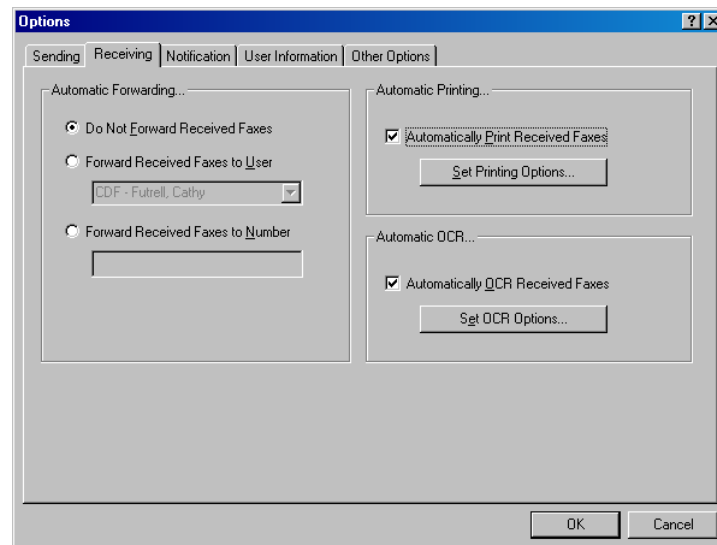 Options
Sending Receiving Notification User Information Other Options
Automatic Forwarding...
Do Not Forward Received Faxes
Forward Received Faxes to User
CDF - Futrell, Cathy
Forward Received Faxes to Number
Automatic Printing...
Automatically Print Received Faxes
Set Printing Options...
Automatic OCR...
Automatically OCR Received Faxes
Set OCR Options...
OK Cancel